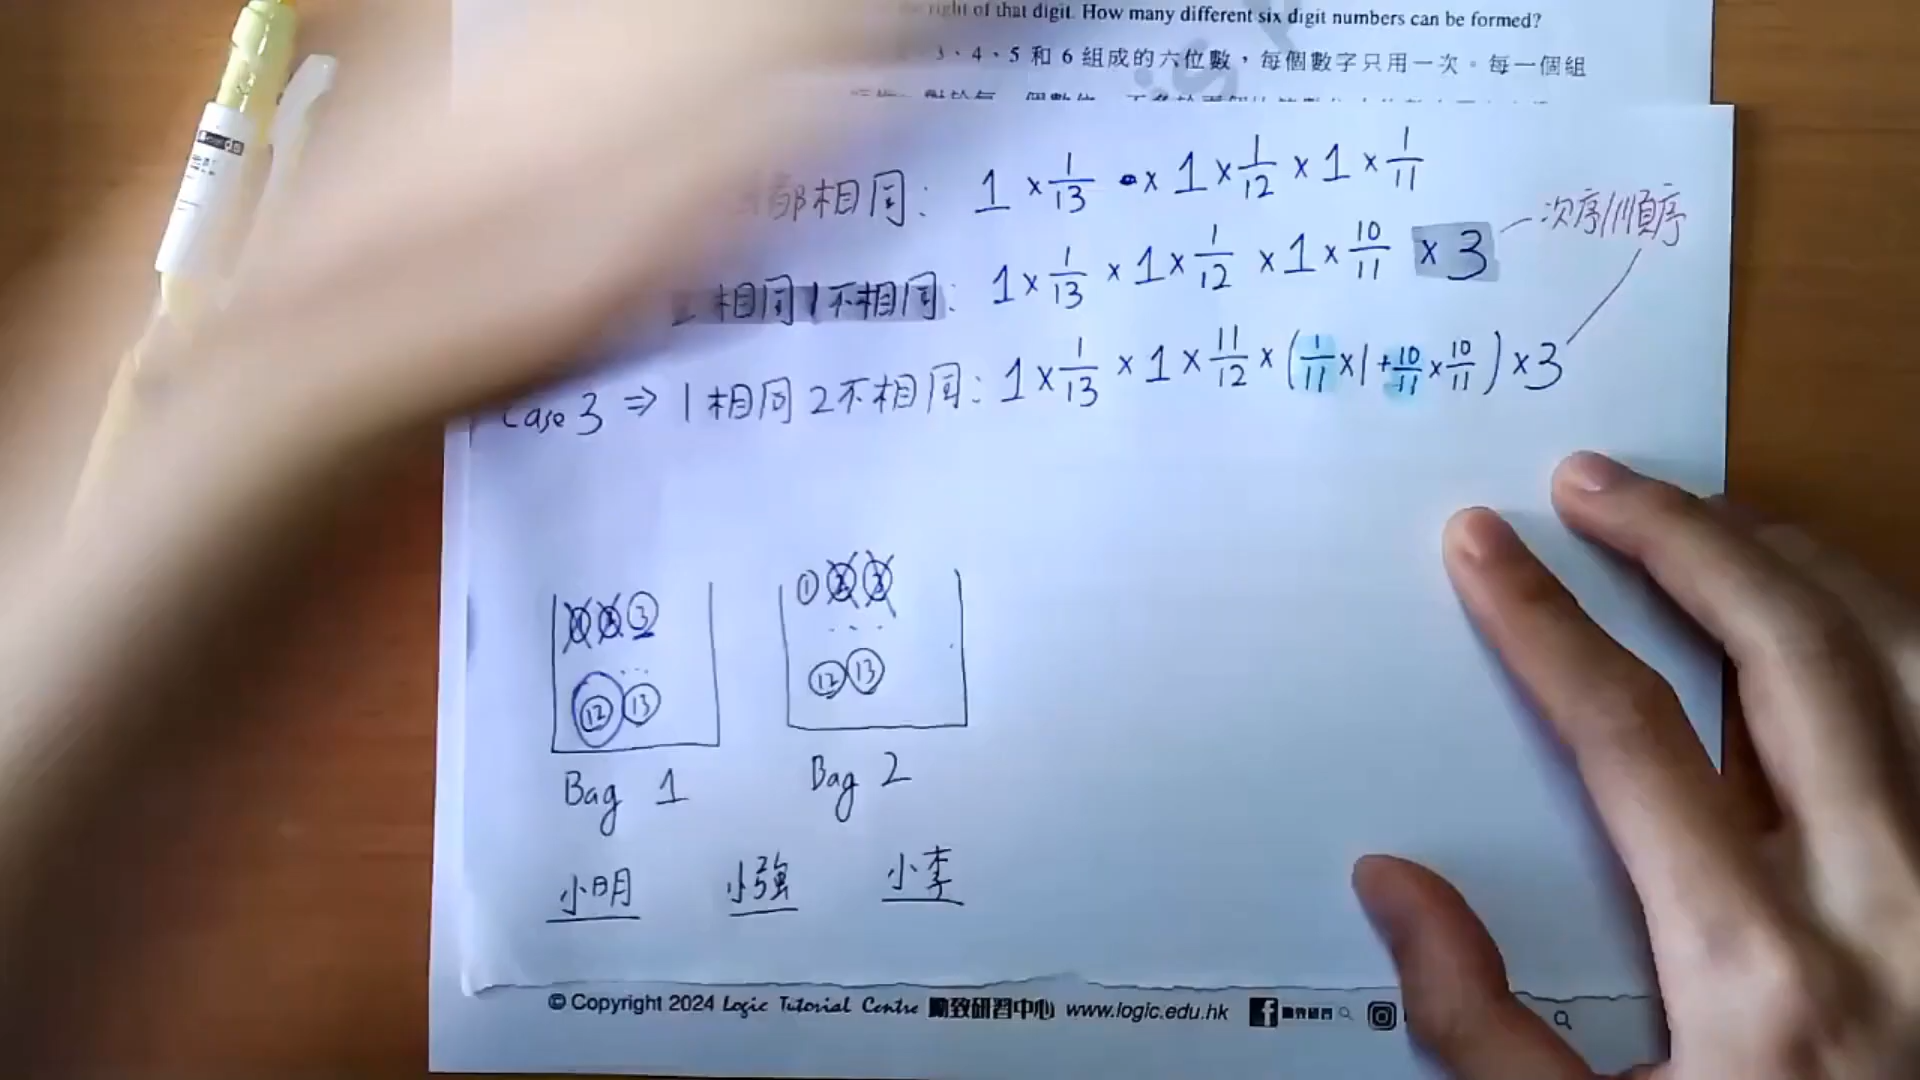 right of that digit. How many different six digit numbers can be formed?
3、4、5 和 6 組成的六位數，每個數字只用一次。每一個組
都相同: 1 × 1/13 × 1 × 1/12 × 1 × 1/11
相同 1不相同: 1 × 1/13 × 1 × 1/12 × 1 × 10/11 × 3
次序/順序
Case 3 ⇒ 1相同 2不相同: 1 × 1/13 × 1 × 11/12 × (1/11 × 1 + 10/11 × 10/11) × 3
3
1
12 13
12 13
Bag 1
Bag 2
小明 小強 小李
© Copyright 2024 Logic Tutorial Centre 勵致研習中心 www.logic.edu.hk 勵致研習